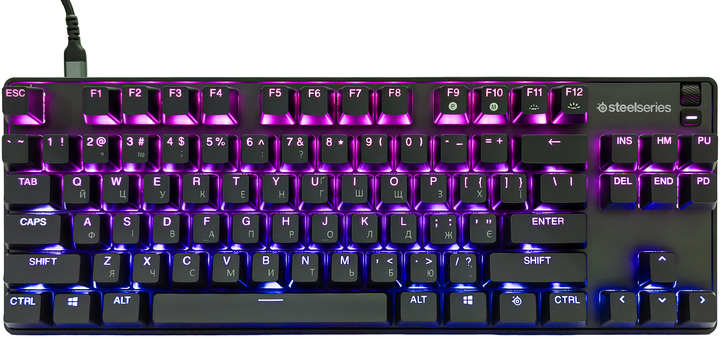 ESC F1 F2 F3 F4 F5 F6 F7 F8 F9 F10 F11 F12 steelseries
P M
~ 1 ! 2 @ 3 # 4 $ 5 % 6 ^ 7 & 8 * 9 ( 0 ) - _ = + ← INS HM PU
" № ; : ?
TAB Q W E R T Y U I O P [ { ] } \ | DEL END PD
Й Ц У К Е Н Г Ш Щ З Х Ї
CAPS A S D F G H J K L ; : ' " ENTER
Ф І В А П Р О Л Д Ж Є
SHIFT Z X C V B N M , < . > / ? SHIFT ^
Я Ч С М И Т Ь Б Ю .
CTRL ALT ALT CTRL < ⌄ >